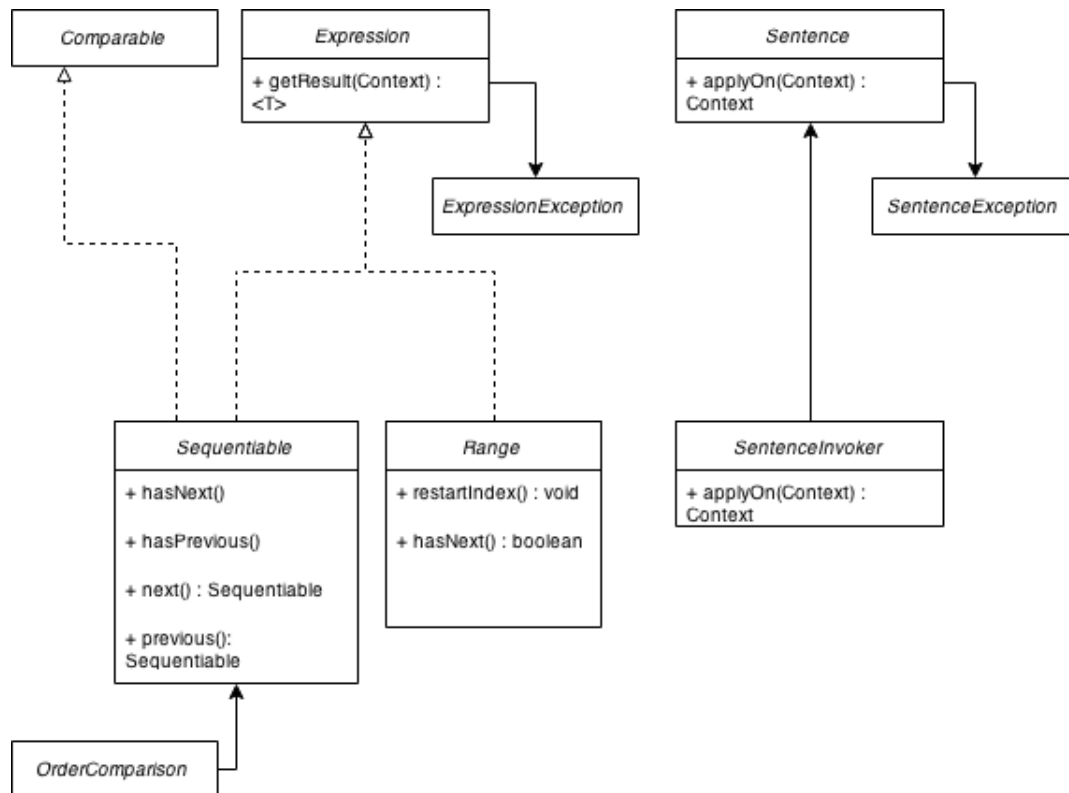 Comparable
Expression
+ getResult(Context) :
<T>
ExpressionException
Sentence
+ applyOn(Context) :
Context
SentenceException
Sequentiable
+ hasNext()
+ hasPrevious()
+ next() : Sequentiable
+ previous():
Sequentiable
Range
+ restartIndex() : void
+ hasNext() : boolean
SentenceInvoker
+ applyOn(Context) :
Context
OrderComparison